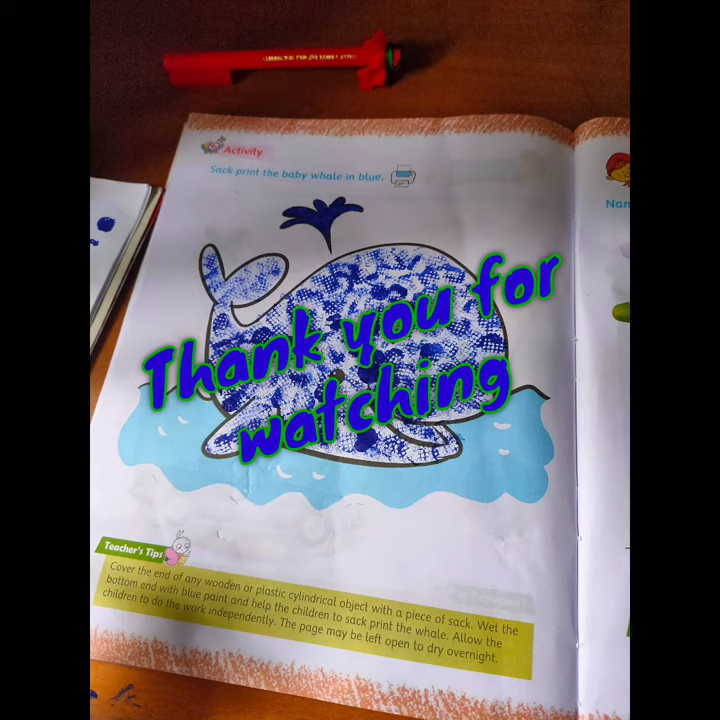 Activity
Sack print the baby whale in blue.
Nan
Thank you for
watching
Teacher's Tips
Cover the end of any wooden or plastic cylindrical object with a piece of sack. Wet the
bottom end with blue paint and help the children to sack print the whale. Allow the
children to do the work independently. The page may be left open to dry overnight.